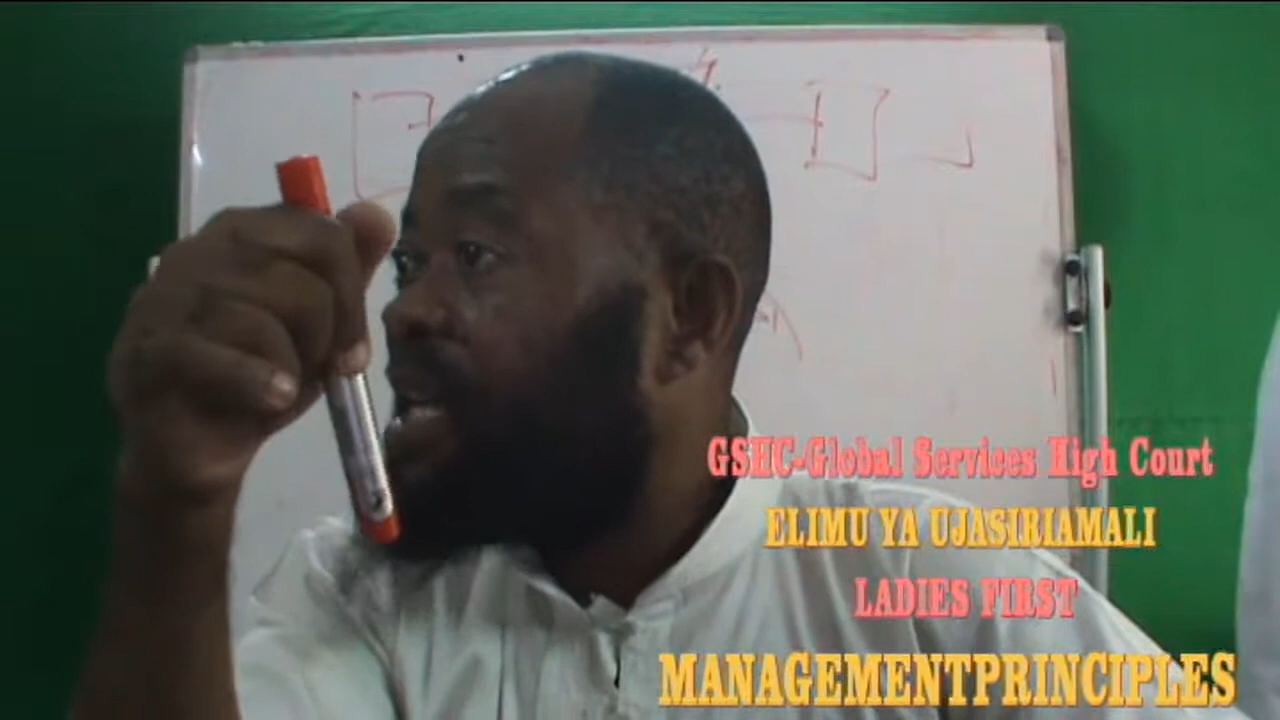 GSHC-Global Services High Court
ELIMU YA UJASIRIAMALI
LADIES FIRST
MANAGEMENTPRINCIPLES